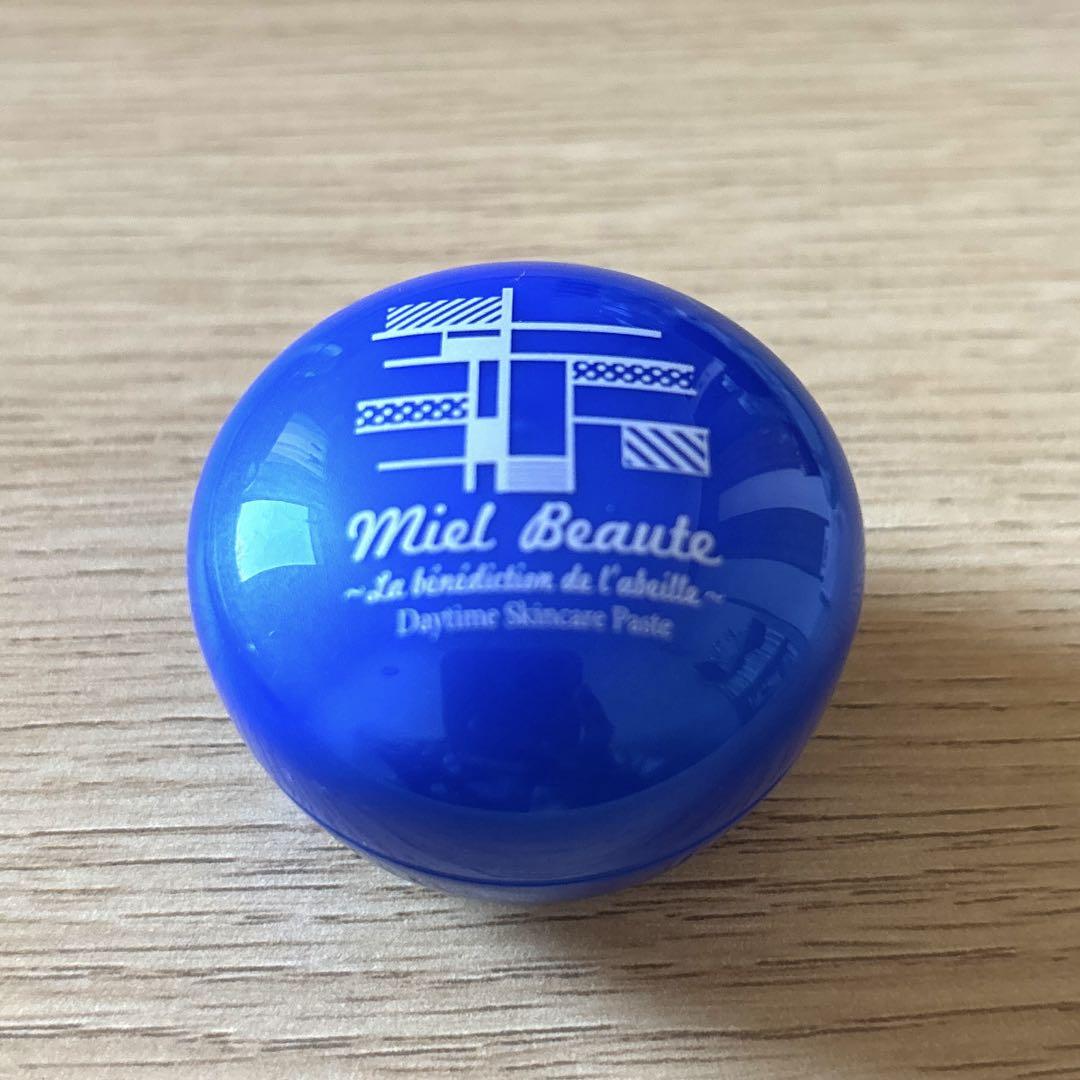 Miel Beaute
~La bénédiction de l'abeille~
Daytime Skincare Paste